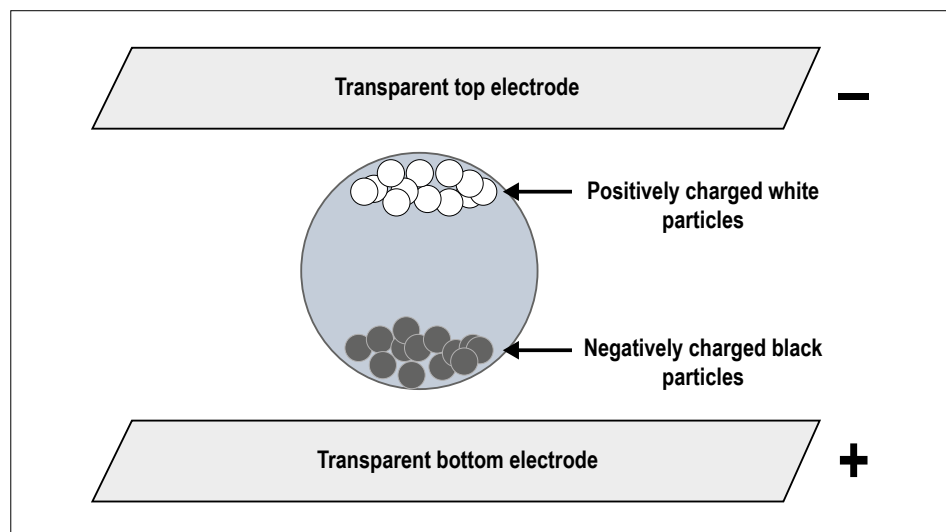 Transparent top electrode
−
Positively charged white
particles
Negatively charged black
particles
Transparent bottom electrode
+